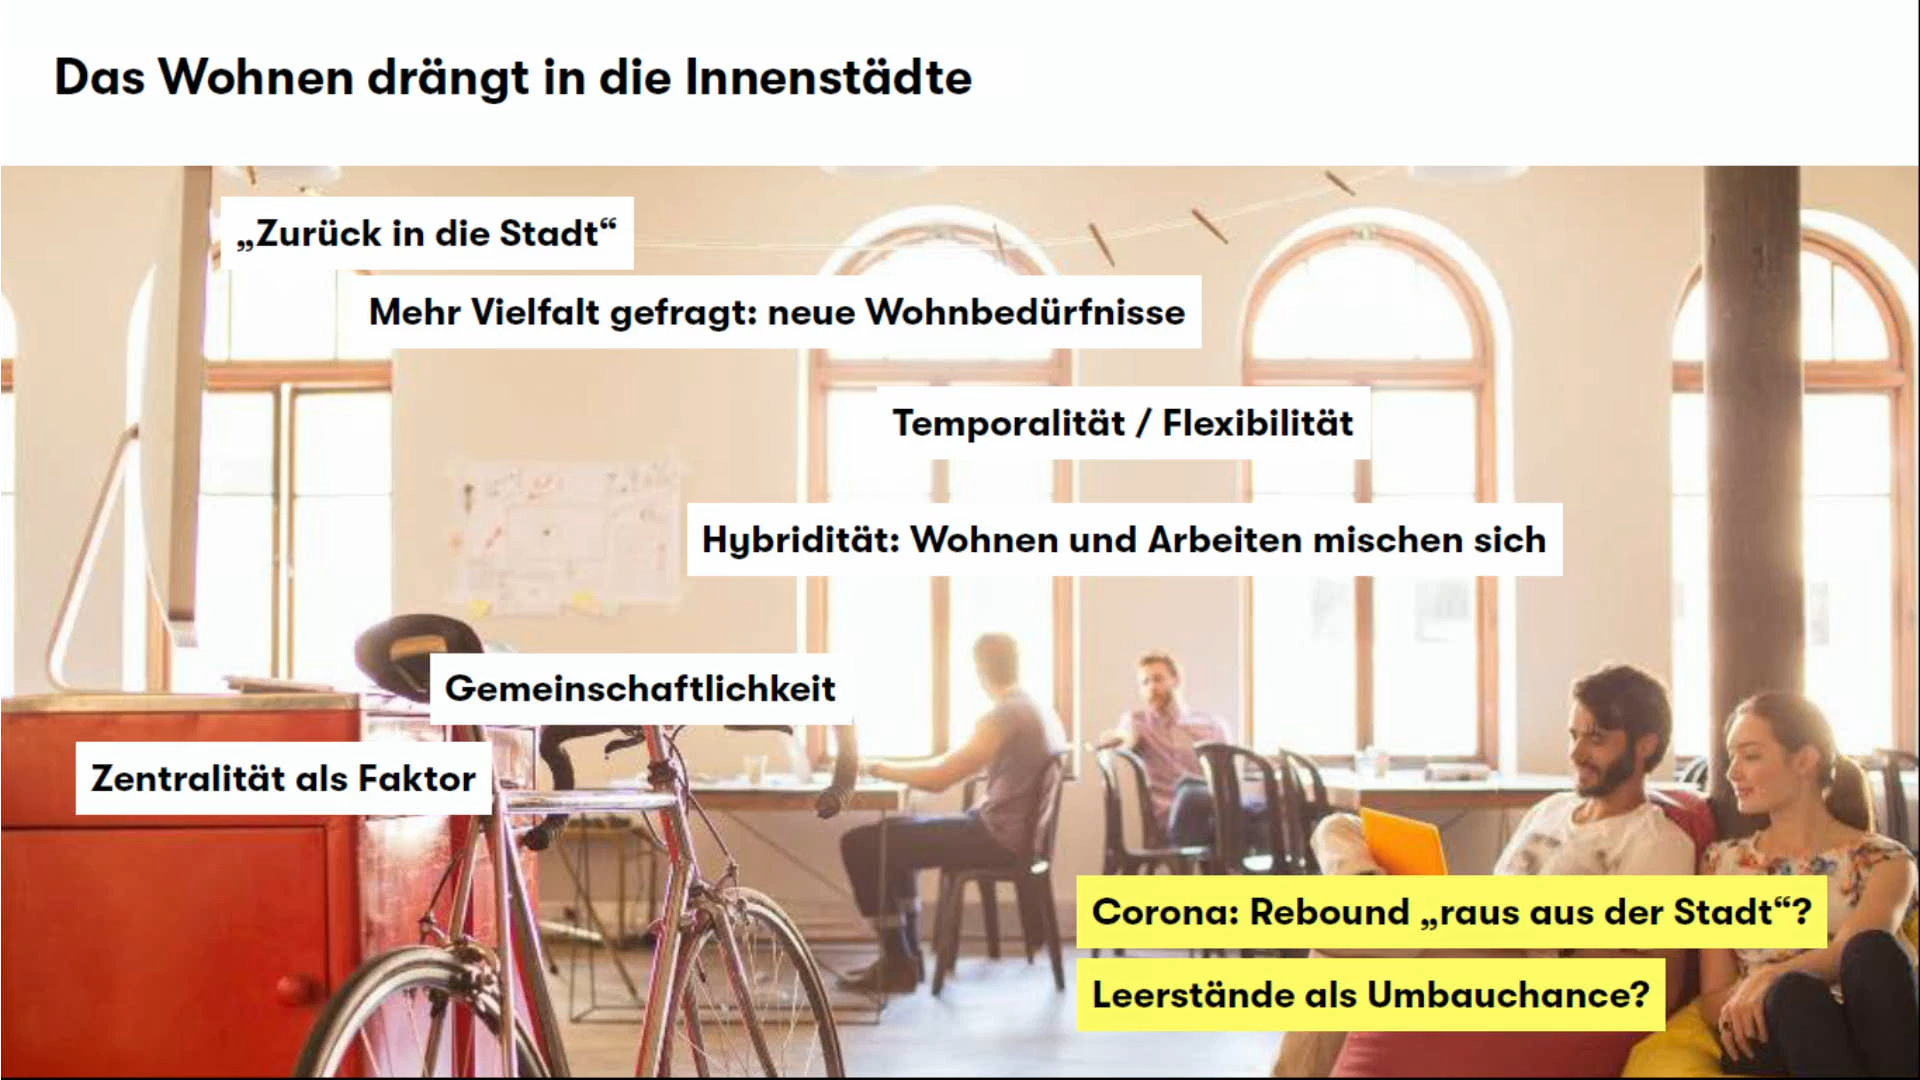 Das Wohnen drängt in die Innenstädte
„Zurück in die Stadt“
Mehr Vielfalt gefragt: neue Wohnbedürfnisse
Temporalität / Flexibilität
Hybridität: Wohnen und Arbeiten mischen sich
Gemeinschaftlichkeit
Zentralität als Faktor
Corona: Rebound „raus aus der Stadt“?
Leerstände als Umbauchance?